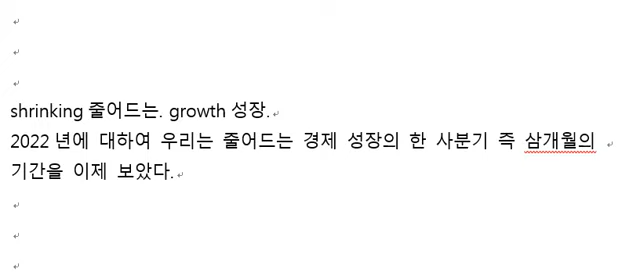 shrinking 줄어드는. growth 성장.
2022 년에 대하여 우리는 줄어드는 경제 성장의 한 사분기 즉 삼개월의
기간을 이제 보았다.